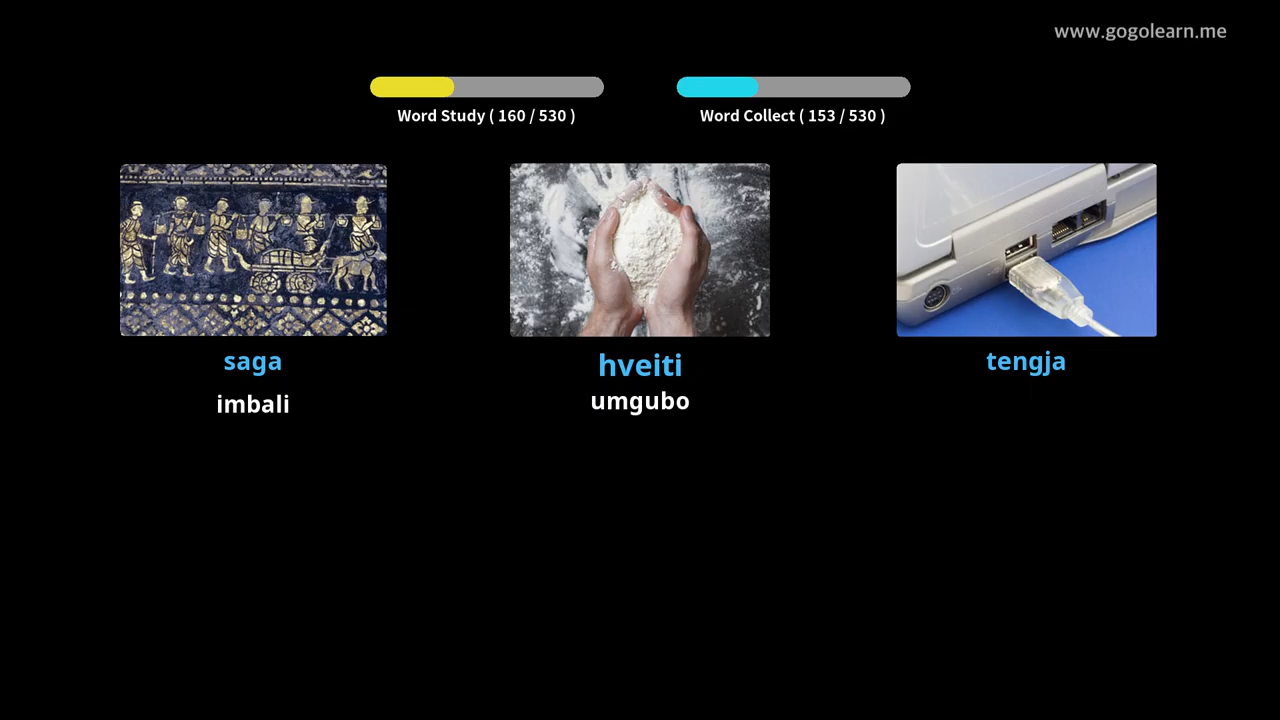 www.gogolearn.me
Word Study ( 160 / 530 )
Word Collect ( 153 / 530 )
saga
hveiti
tengja
imbali
umgubo